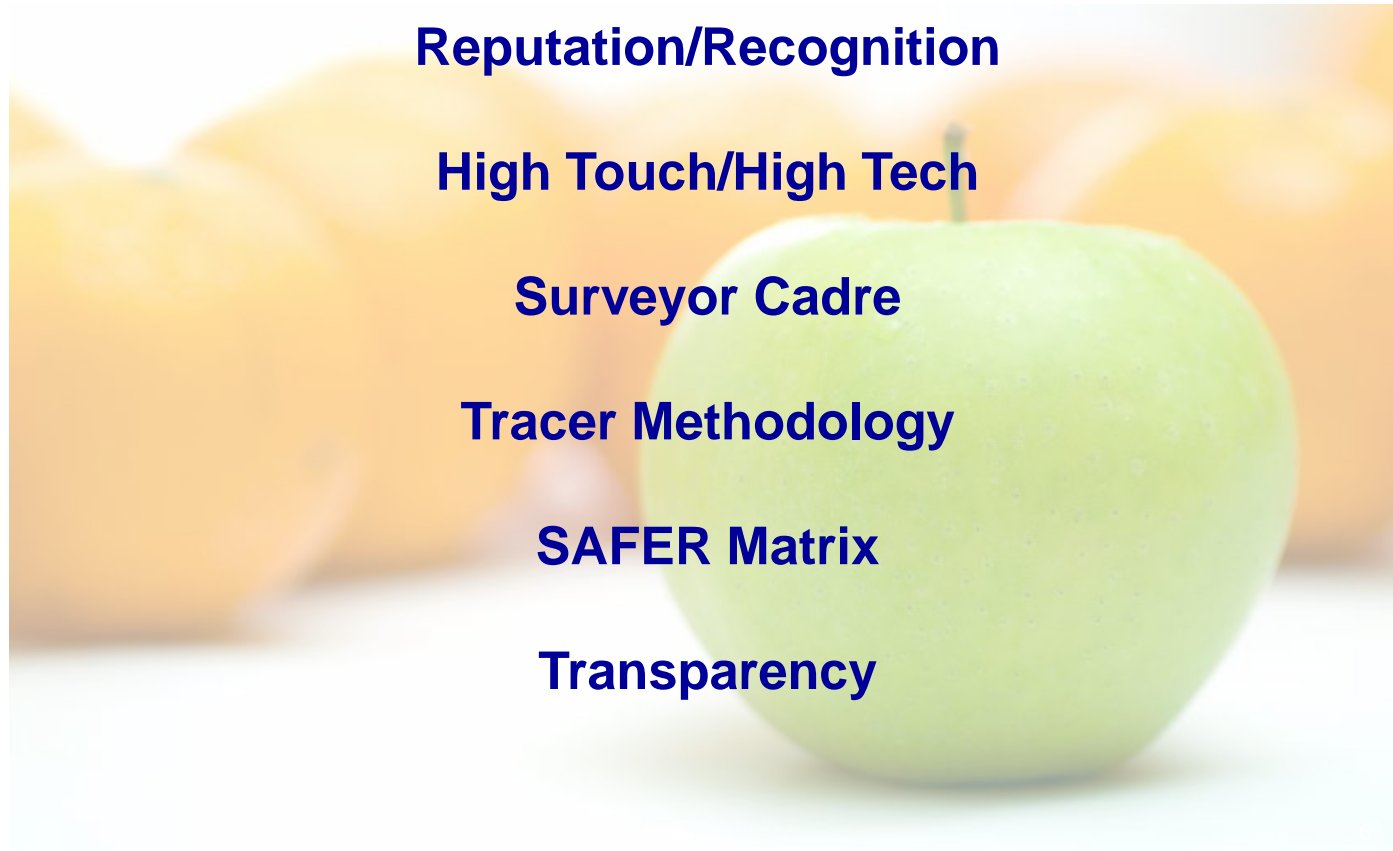 Reputation/Recognition
High Touch/High Tech
Surveyor Cadre
Tracer Methodology
SAFER Matrix
Transparency